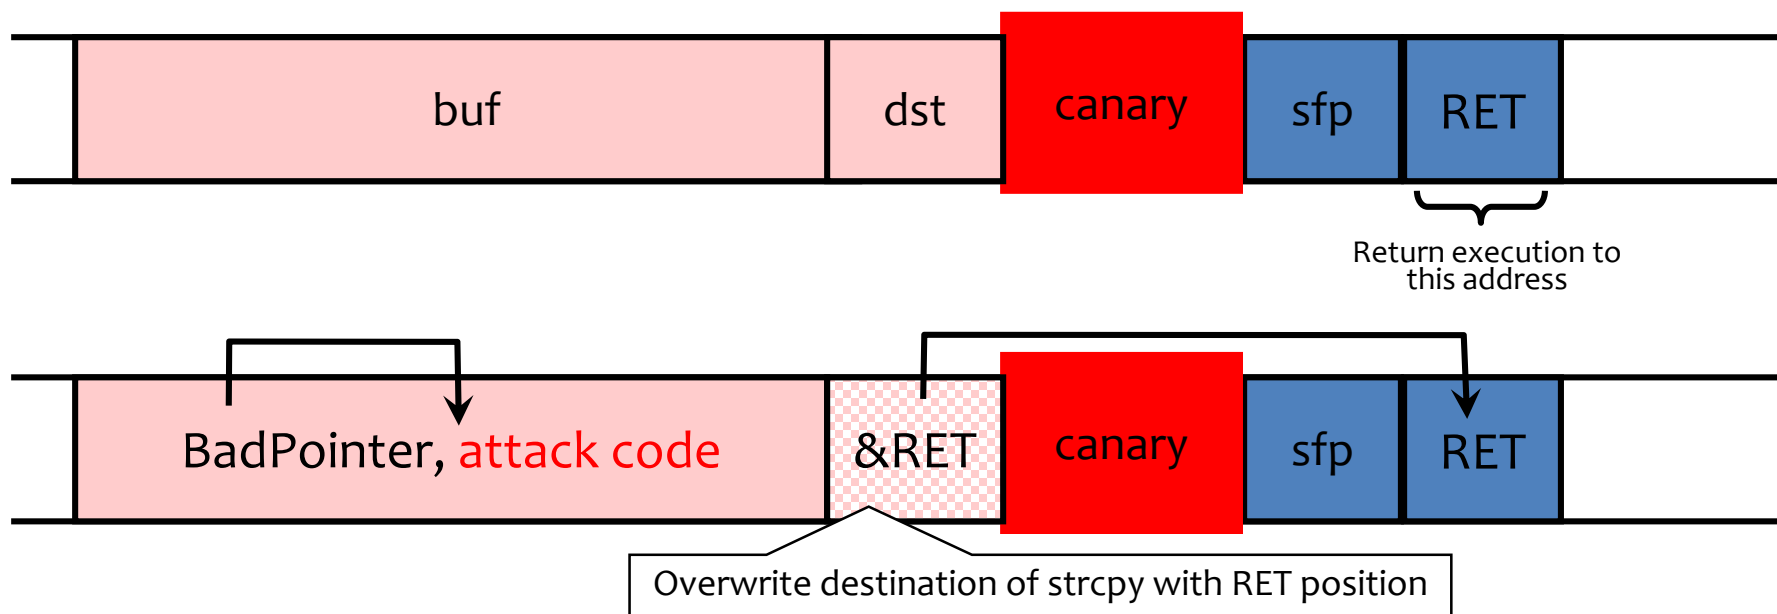 buf dst canary sfp RET
Return execution to
this address
BadPointer, attack code &RET canary sfp RET
Overwrite destination of strcpy with RET position